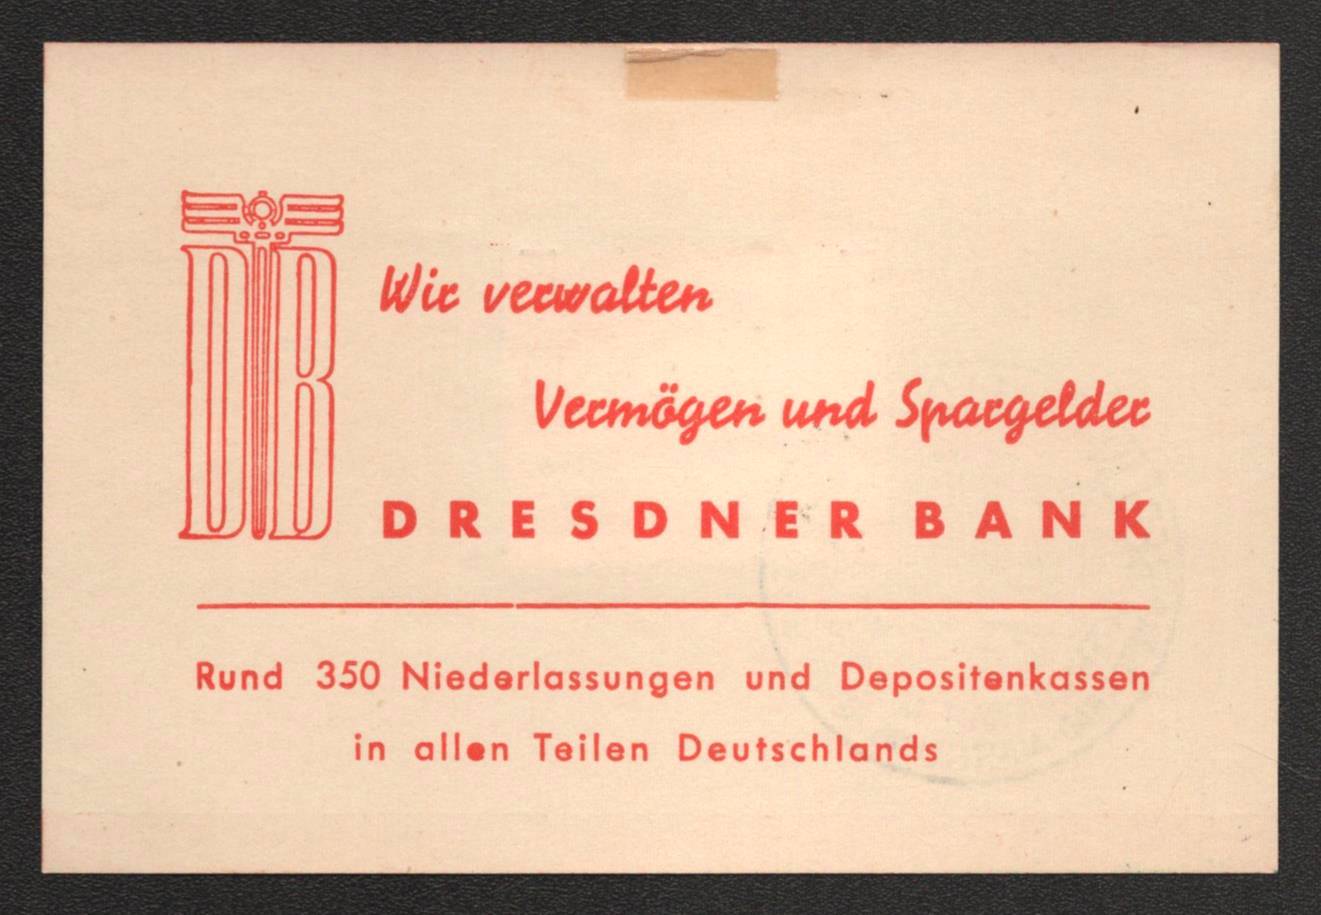 DB
Wir verwalten
Vermögen und Spargelder
DRESDNER BANK
Rund 350 Niederlassungen und Depositenkassen
in allen Teilen Deutschlands